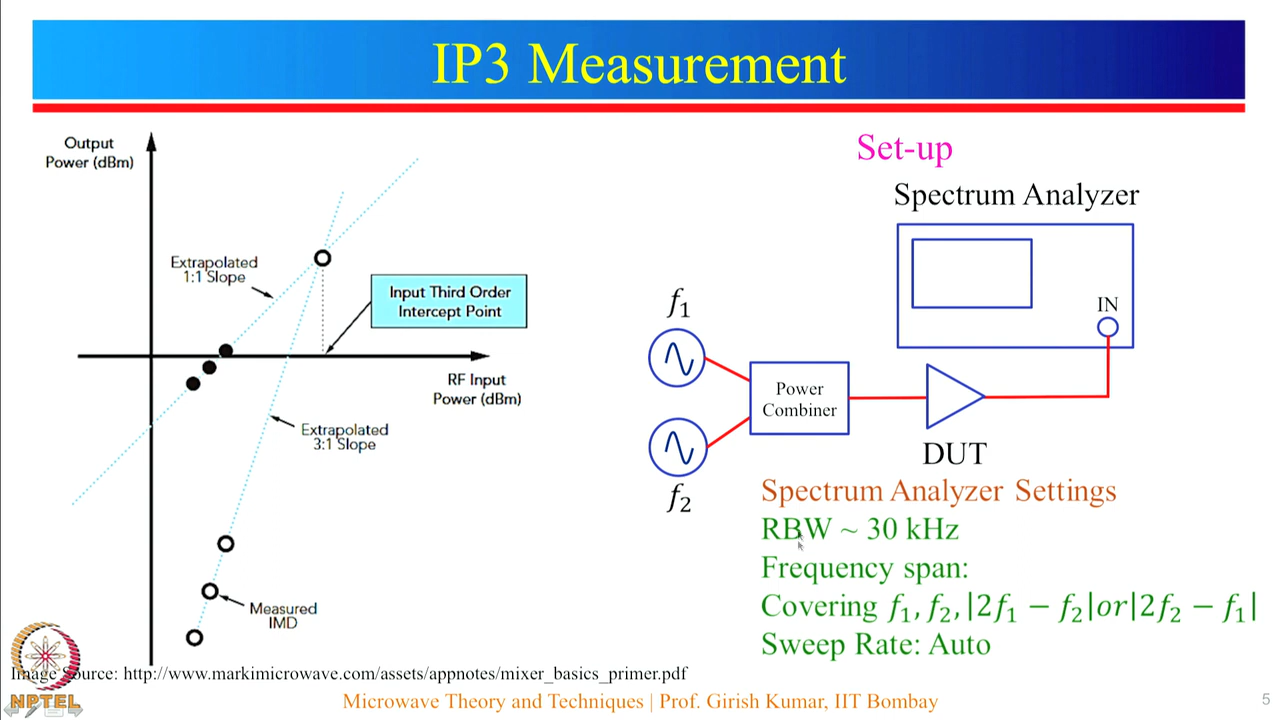 IP3 Measurement
Output
Power (dBm)
Extrapolated
1:1 Slope
Input Third Order
Intercept Point
RF Input
Power (dBm)
Extrapolated
3:1 Slope
Measured
IMD
Set-up
Spectrum Analyzer
IN
f₁
Power
Combiner
f₂
DUT
Spectrum Analyzer Settings
RBW ~ 30 kHz
Frequency span:
Covering f₁, f₂, |2f₁ − f₂|or|2f₂ − f₁|
Sweep Rate: Auto
Image Source: http://www.markimicrowave.com/assets/appnotes/mixer_basics_primer.pdf
NPTEL
Microwave Theory and Techniques | Prof. Girish Kumar, IIT Bombay
5